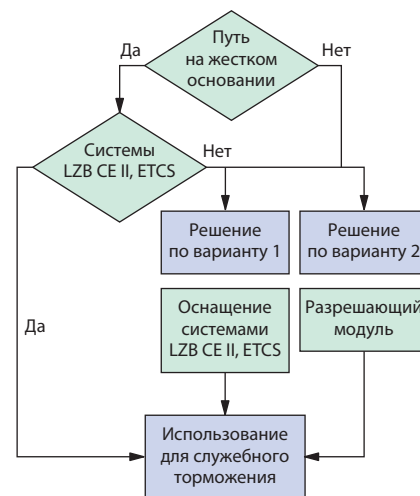 Путь
на жестком
основании
Да
Нет
Системы
LZB CE II, ETCS
Нет
Решение
по варианту 1
Решение
по варианту 2
Оснащение
системами
LZB CE II, ETCS
Разрешающий
модуль
Да
Использование
для служебного
торможения